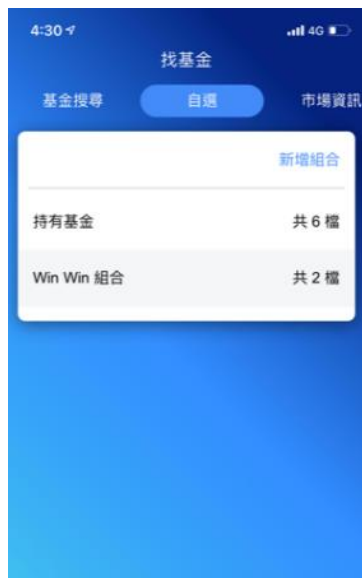 4:30
4G
找基金
基金搜尋 自選 市場資訊
新增組合
持有基金 共 6 檔
Win Win 組合 共 2 檔